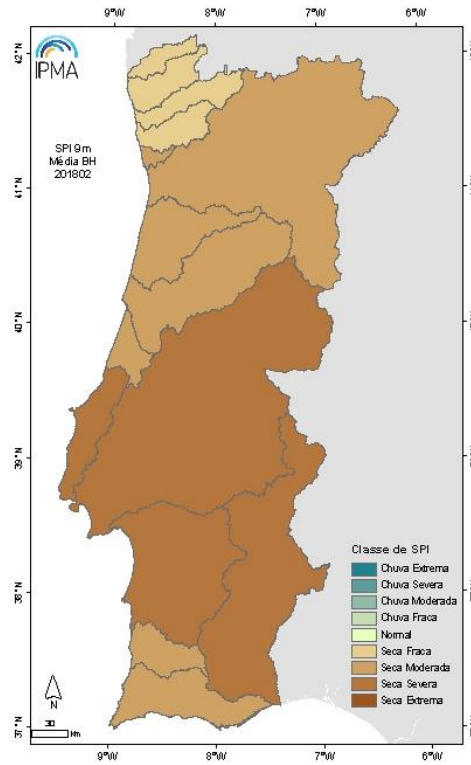 9°W 8°W 7°W 6°W
42°N
IPMA
SPI 9m
Média BH
201802
41°N
40°N
39°N
38°N
37°N
Classe de SPI
Chuva Extrema
Chuva Severa
Chuva Moderada
Chuva Fraca
Normal
Seca Fraca
Seca Moderada
Seca Severa
Seca Extrema
N
30
Km
9°W 8°W 7°W 6°W